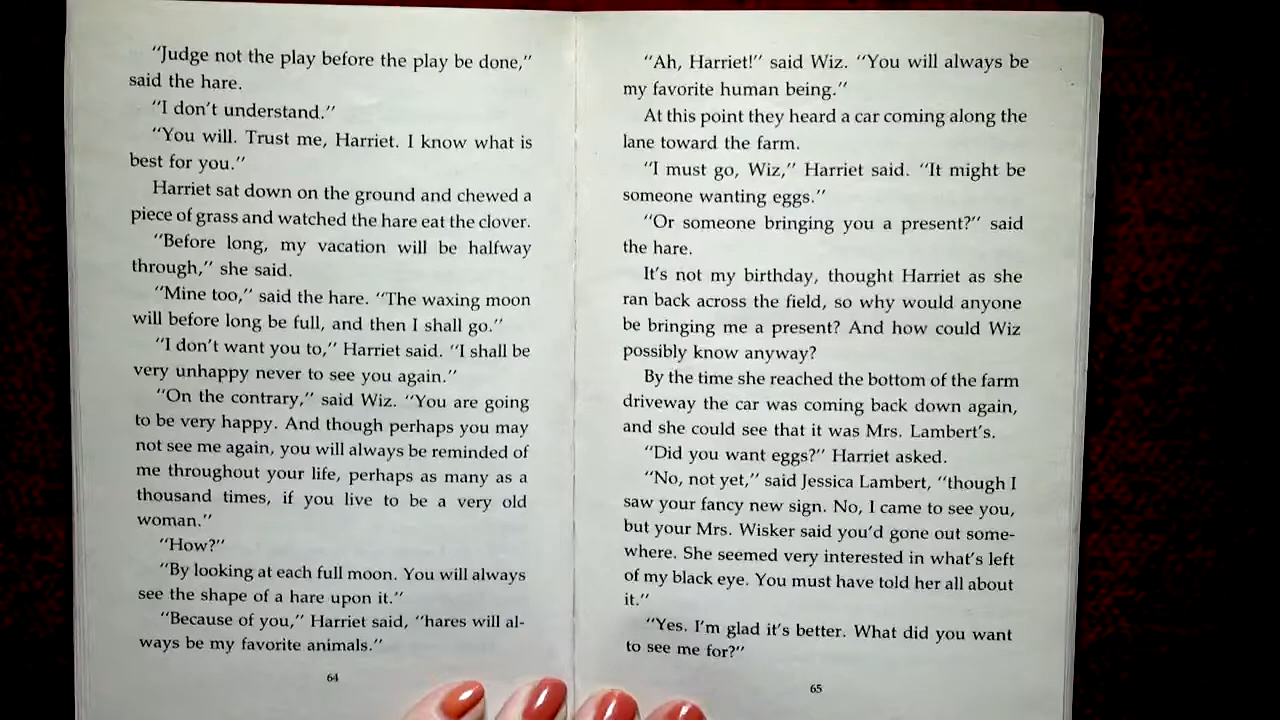 “Judge not the play before the play be done,”
said the hare.
“I don’t understand.”
“You will. Trust me, Harriet. I know what is
best for you.”
Harriet sat down on the ground and chewed a
piece of grass and watched the hare eat the clover.
“Before long, my vacation will be halfway
through,” she said.
“Mine too,” said the hare. “The waxing moon
will before long be full, and then I shall go.”
“I don’t want you to,” Harriet said. “I shall be
very unhappy never to see you again.”
“On the contrary,” said Wiz. “You are going
to be very happy. And though perhaps you may
not see me again, you will always be reminded of
me throughout your life, perhaps as many as a
thousand times, if you live to be a very old
woman.”
“How?”
“By looking at each full moon. You will always
see the shape of a hare upon it.”
“Because of you,” Harriet said, “hares will al-
ways be my favorite animals.”
64
“Ah, Harriet!” said Wiz. “You will always be
my favorite human being.”
At this point they heard a car coming along the
lane toward the farm.
“I must go, Wiz,” Harriet said. “It might be
someone wanting eggs.”
“Or someone bringing you a present?” said
the hare.
It’s not my birthday, thought Harriet as she
ran back across the field, so why would anyone
be bringing me a present? And how could Wiz
possibly know anyway?
By the time she reached the bottom of the farm
driveway the car was coming back down again,
and she could see that it was Mrs. Lambert’s.
“Did you want eggs?” Harriet asked.
“No, not yet,” said Jessica Lambert, “though I
saw your fancy new sign. No, I came to see you,
but your Mrs. Wisker said you’d gone out some-
where. She seemed very interested in what’s left
of my black eye. You must have told her all about
it.”
“Yes. I’m glad it’s better. What did you want
to see me for?”
65